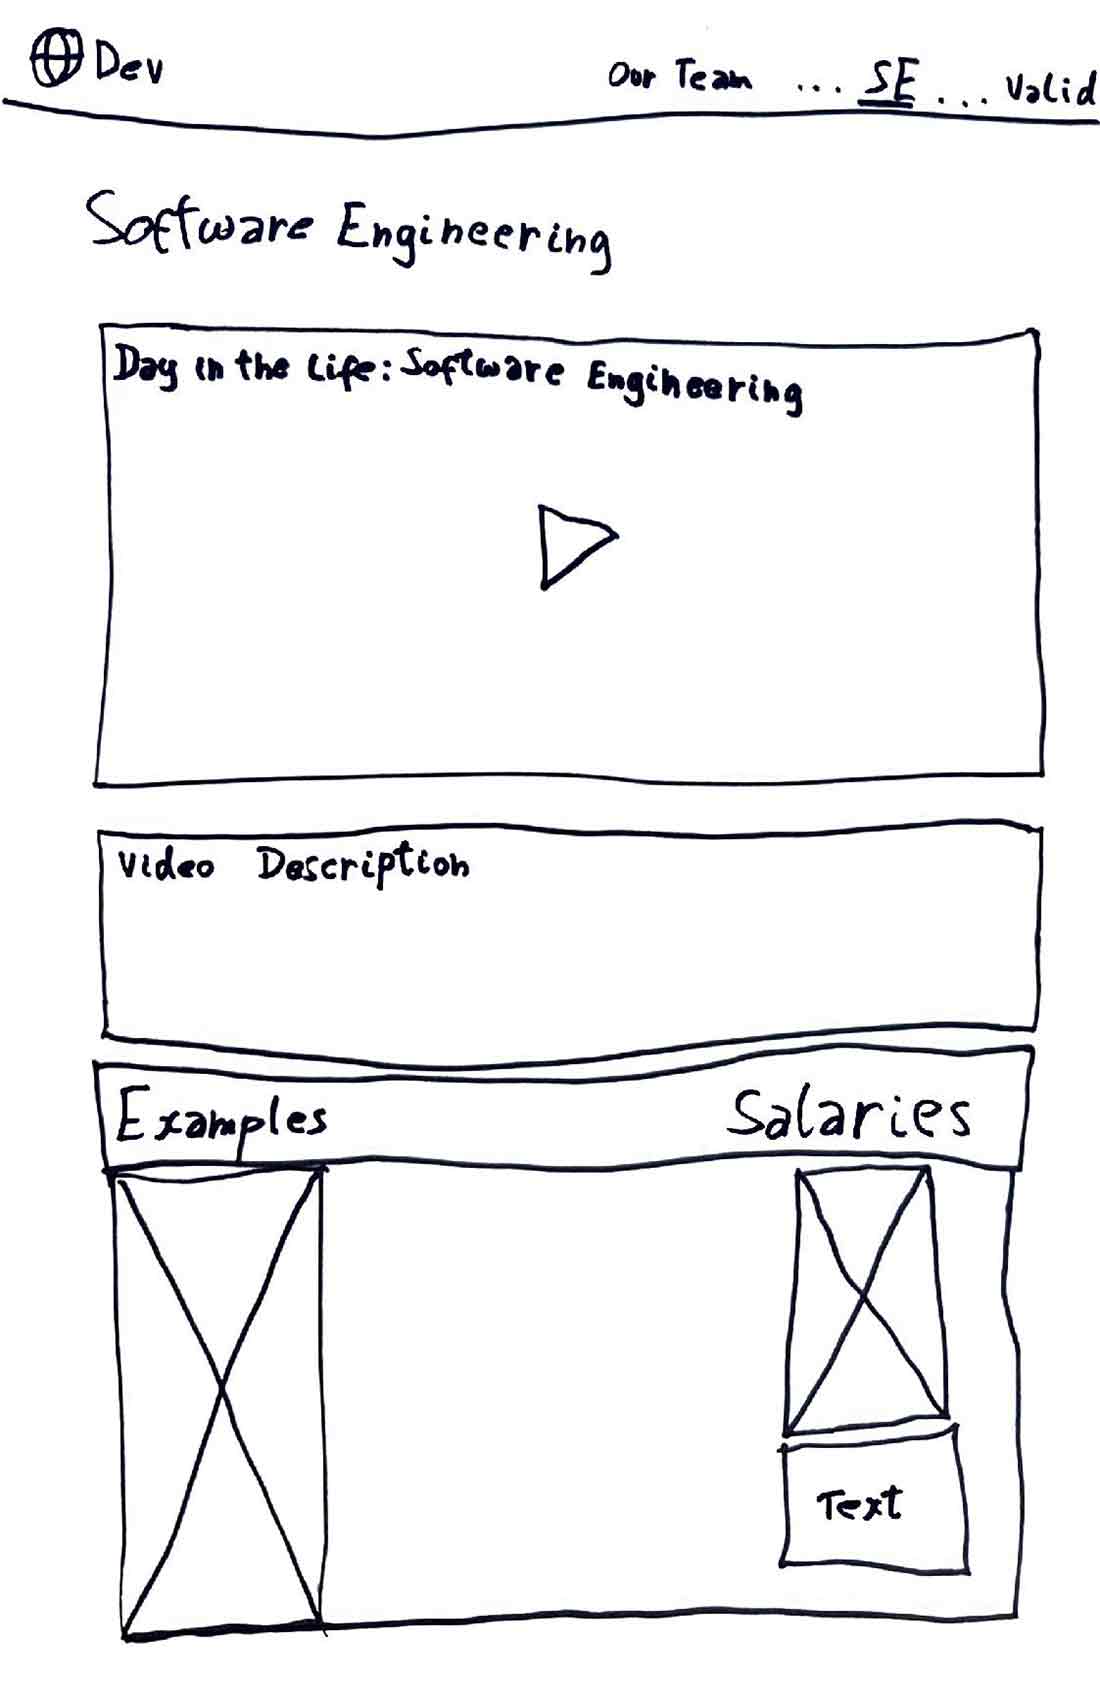 Dev
Our Team ... SE ... Valid
Software Engineering
Day in the Life: Software Engineering
Video Description
Examples
Salaries
Text